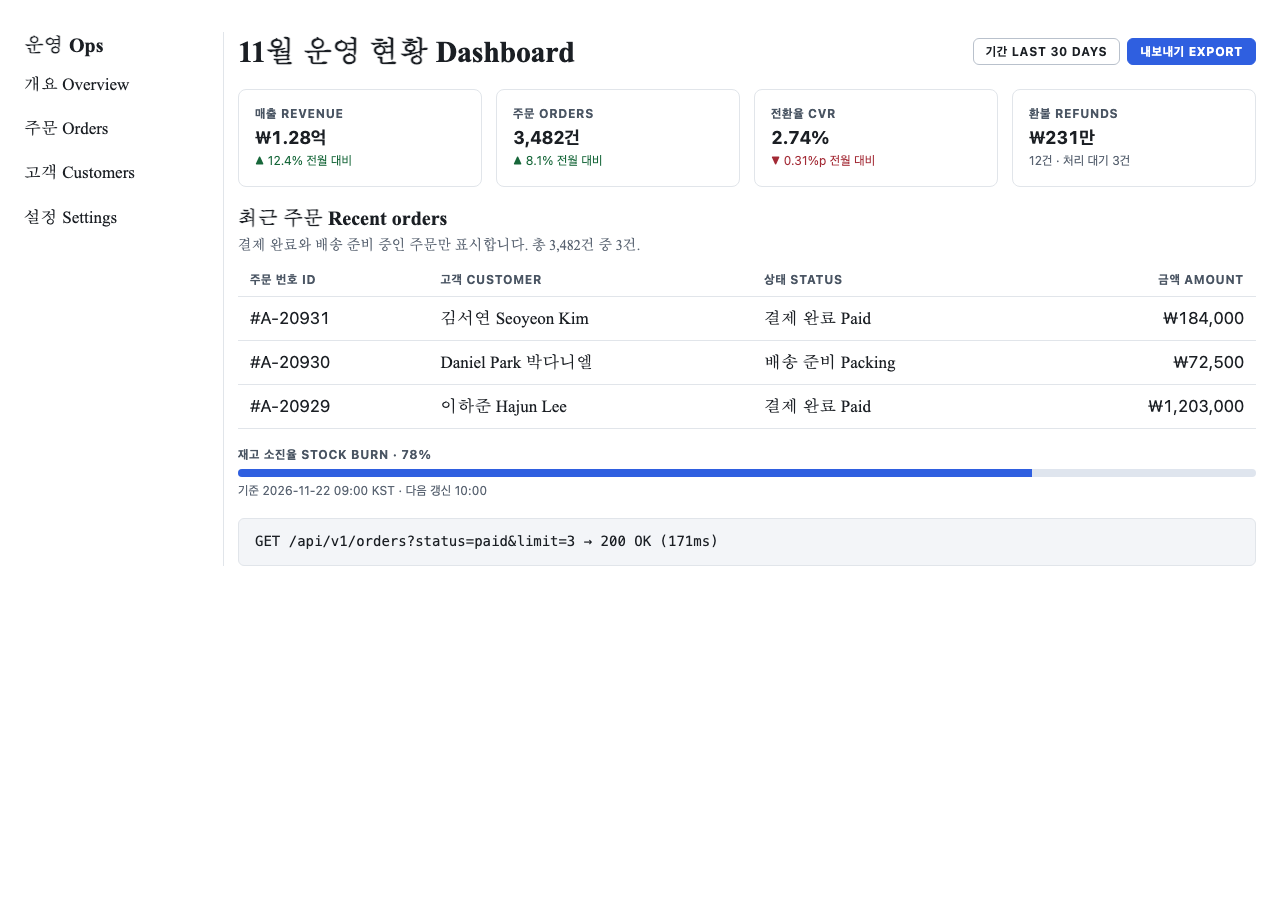 운영 Ops
개요 Overview
주문 Orders
고객 Customers
설정 Settings
11월 운영 현황 Dashboard
기간 LAST 30 DAYS
내보내기 EXPORT
매출 REVENUE
₩1.28억
▲ 12.4% 전월 대비
주문 ORDERS
3,482건
▲ 8.1% 전월 대비
전환율 CVR
2.74%
▼ 0.31%p 전월 대비
환불 REFUNDS
₩231만
12건 · 처리 대기 3건
최근 주문 Recent orders
결제 완료와 배송 준비 중인 주문만 표시합니다. 총 3,482건 중 3건.
주문 번호 ID 고객 CUSTOMER 상태 STATUS 금액 AMOUNT
#A-20931 김서연 Seoyeon Kim 결제 완료 Paid ₩184,000
#A-20930 Daniel Park 박다니엘 배송 준비 Packing ₩72,500
#A-20929 이하준 Hajun Lee 결제 완료 Paid ₩1,203,000
재고 소진율 STOCK BURN · 78%
기준 2026-11-22 09:00 KST · 다음 갱신 10:00
GET /api/v1/orders?status=paid&limit=3 → 200 OK (171ms)